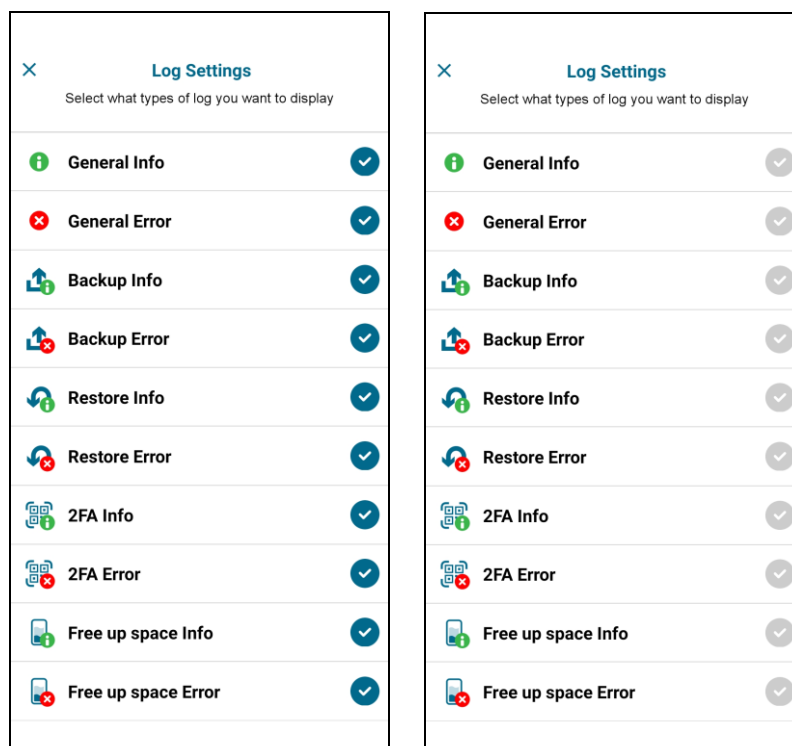 Log Settings
Select what types of log you want to display
General Info
General Error
Backup Info
Backup Error
Restore Info
Restore Error
2FA Info
2FA Error
Free up space Info
Free up space Error
Log Settings
Select what types of log you want to display
General Info
General Error
Backup Info
Backup Error
Restore Info
Restore Error
2FA Info
2FA Error
Free up space Info
Free up space Error